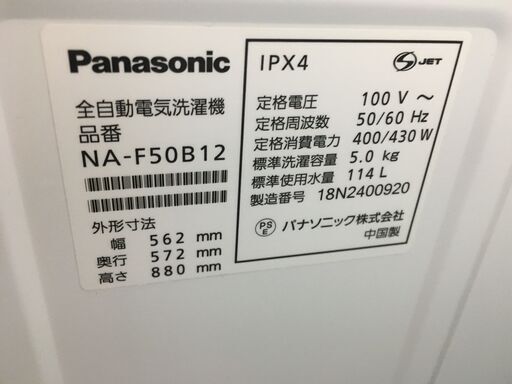 Panasonic
全自動電気洗濯機
品番
NA-F50B12
外形寸法
幅 562 mm
奥行 572 mm
高さ 880 mm
IPX4
S JET
定格電圧 100 V ～
定格周波数 50/60 Hz
定格消費電力 400/430 W
標準洗濯容量 5.0 kg
標準使用水量 114 L
製造番号 18N2400920
PS E パナソニック株式会社
中国製